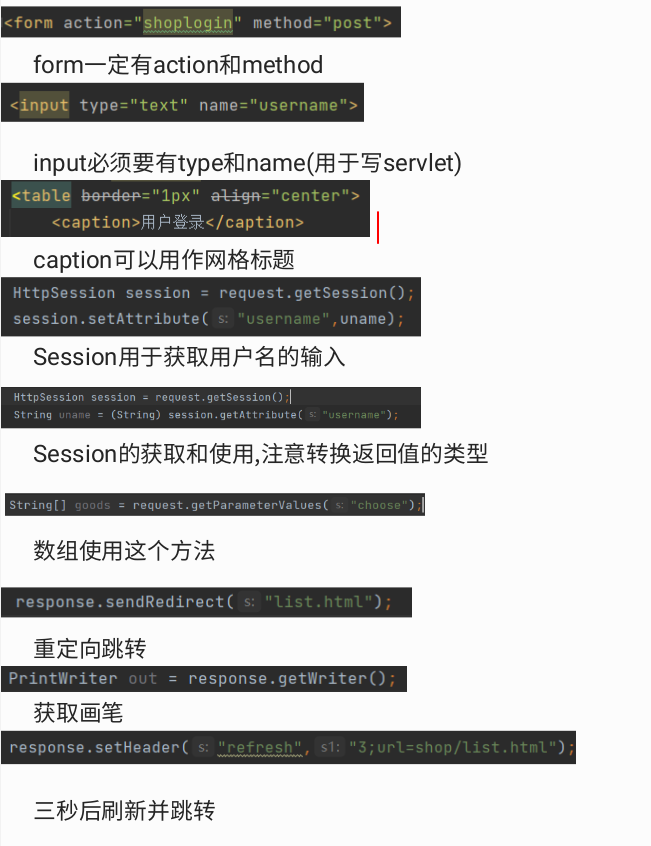 <form action="shoplogin" method="post">
form一定有action和method
<input type="text" name="username">
input必须要有type和name(用于写servlet)
<table border="1px" align="center">
<caption>用户登录</caption>
caption可以用作网格标题
HttpSession session = request.getSession();
session.setAttribute( s: "username",uname);
Session用于获取用户名的输入
HttpSession session = request.getSession();
String uname = (String) session.getAttribute( s: "username");
Session的获取和使用,注意转换返回值的类型
String[] goods = request.getParameterValues( s: "choose");
数组使用这个方法
response.sendRedirect( s: "list.html");
重定向跳转
PrintWriter out = response.getWriter();
获取画笔
response.setHeader( s: "refresh", s1: "3;url=shop/list.html");
三秒后刷新并跳转